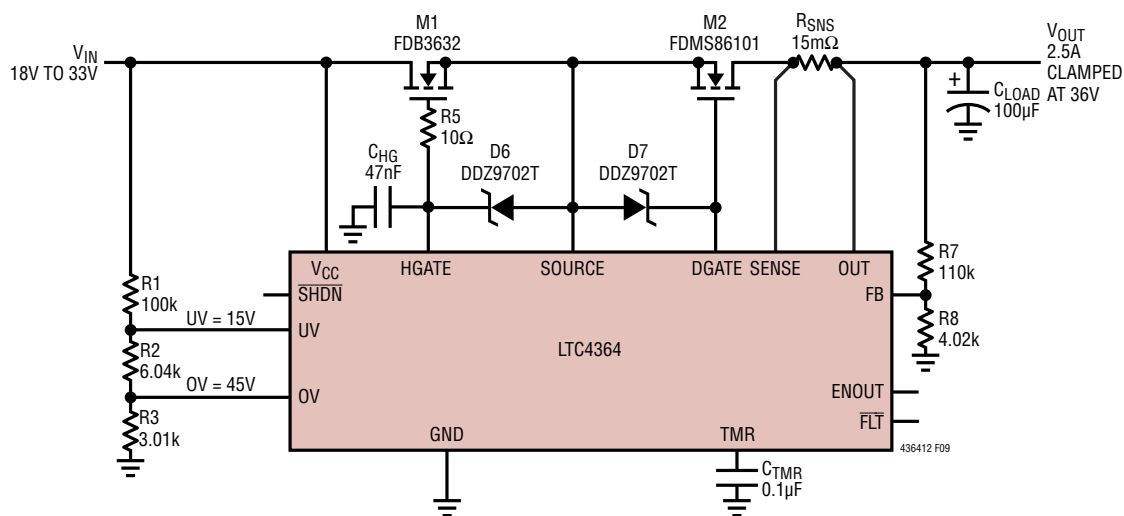 M1
FDB3632
M2
FDMS86101
RSNS
15mΩ
VIN
18V TO 33V
VOUT
2.5A
CLAMPED
AT 36V
+
CLOAD
100µF
R5
10Ω
CHG
47nF
D6
DDZ9702T
D7
DDZ9702T
VCC
HGATE
SOURCE
DGATE
SENSE
OUT
SHDN
FB
R7
110k
R1
100k
UV = 15V
UV
R8
4.02k
LTC4364
R2
6.04k
OV = 45V
OV
ENOUT
R3
3.01k
FLT
GND
TMR
436412 F09
CTMR
0.1µF